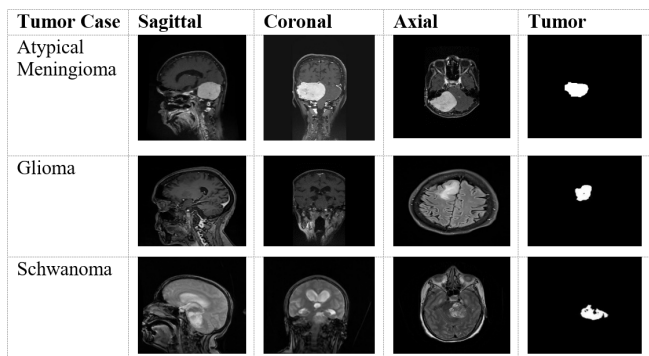 Tumor Case Sagittal Coronal Axial Tumor
Atypical
Meningioma
Glioma
Schwanoma